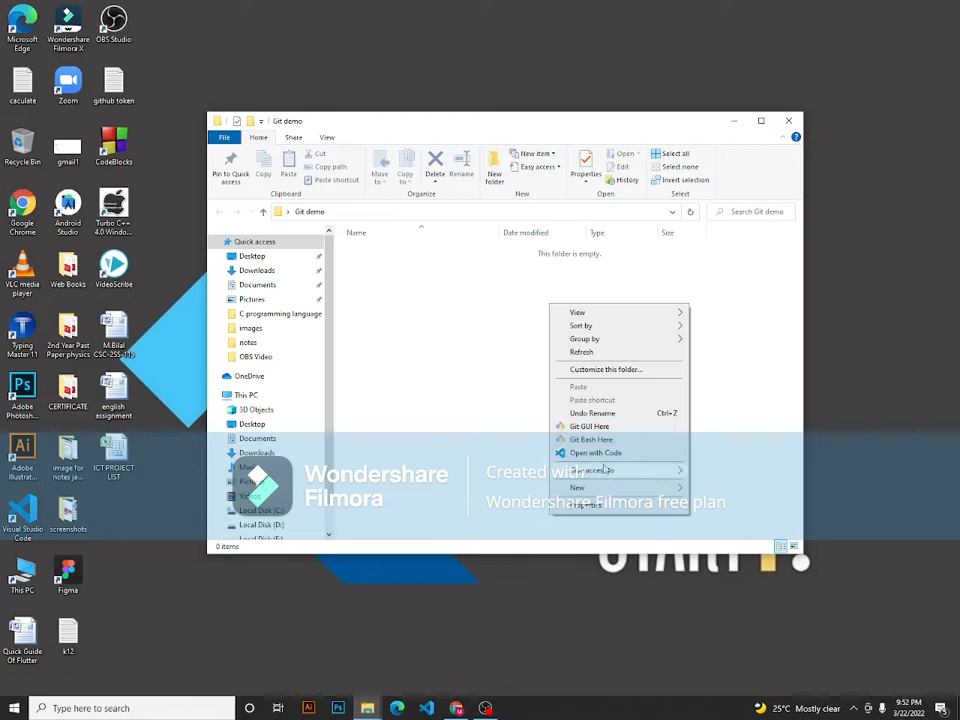 Microsoft Edge
Wondershare Filmora X
OBS Studio
caculate
Zoom
github token
Recycle Bin
gmail1
CodeBlocks
Google Chrome
Android Studio
Turbo C++ 4.0 Window...
VLC media player
Web Books
VideoScribe
Typing Master 11
2nd Year Past Paper physics
M.Bilal CSC-25S-113
Adobe Photosh...
CERTIFICATE
english assignment
Adobe Illustrat...
image for notes ja...
ICT PROJECT LIST
Visual Studio Code
screenshots
This PC
Figma
Quick Guide Of Flutter
k12
Git demo
File Home Share View
Pin to Quick access
Copy
Paste
Cut
Copy path
Paste shortcut
Clipboard
Move to
Copy to
Delete
Rename
Organize
New folder
New item
Easy access
New
Properties
Open
Edit
History
Open
Select all
Select none
Invert selection
Select
Git demo
Search Git demo
Name Date modified Type Size
This folder is empty.
Quick access
Desktop
Downloads
Documents
Pictures
C programming language
images
notes
OBS Video
OneDrive
This PC
3D Objects
Desktop
Documents
Downloads
Local Disk (C:)
Local Disk (D:)
0 items
View
Sort by
Group by
Refresh
Customize this folder...
Paste
Paste shortcut
Undo Rename Ctrl+Z
Git GUI Here
Git Bash Here
Open with Code
New
Properties
Wondershare
Filmora
Created with
Wondershare Filmora free plan
START
Type here to search
25°C Mostly clear
9:52 PM
3/22/2022